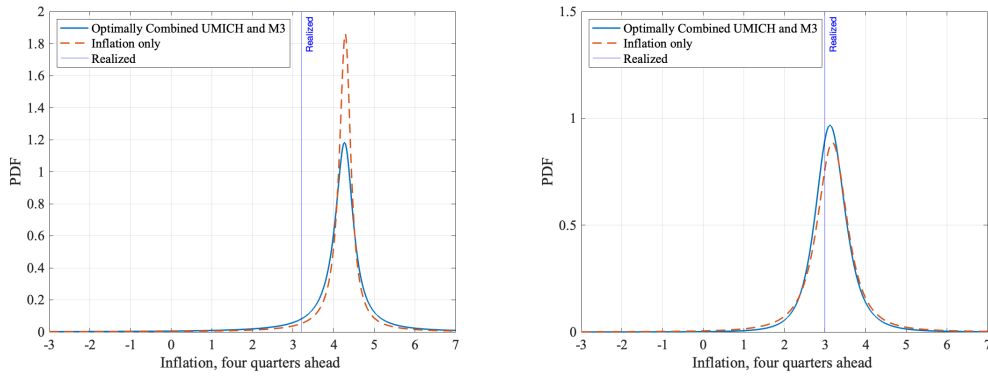 2
1.8
1.6
1.4
1.2
1
0.8
0.6
0.4
0.2
0
PDF
Optimally Combined UMICH and M3
Inflation only
Realized
Realized
-3 -2 -1 0 1 2 3 4 5 6 7
Inflation, four quarters ahead
1.5
1
0.5
0
PDF
Optimally Combined UMICH and M3
Inflation only
Realized
Realized
-3 -2 -1 0 1 2 3 4 5 6 7
Inflation, four quarters ahead